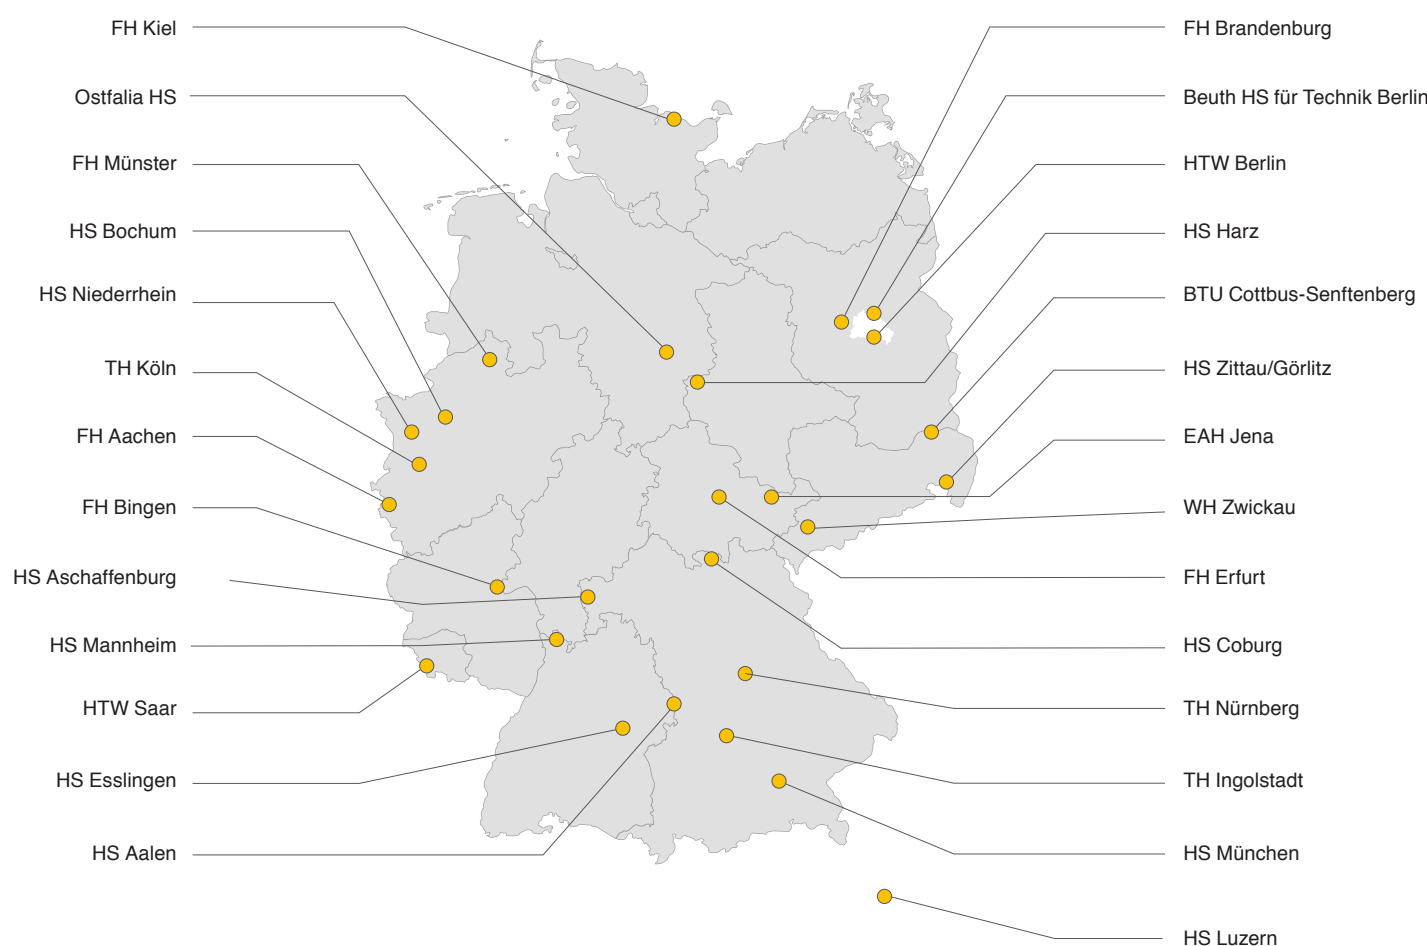 FH Kiel
Ostfalia HS
FH Münster
HS Bochum
HS Niederrhein
TH Köln
FH Aachen
FH Bingen
HS Aschaffenburg
HS Mannheim
HTW Saar
HS Esslingen
HS Aalen
FH Brandenburg
Beuth HS für Technik Berlin
HTW Berlin
HS Harz
BTU Cottbus-Senftenberg
HS Zittau/Görlitz
EAH Jena
WH Zwickau
FH Erfurt
HS Coburg
TH Nürnberg
TH Ingolstadt
HS München
HS Luzern